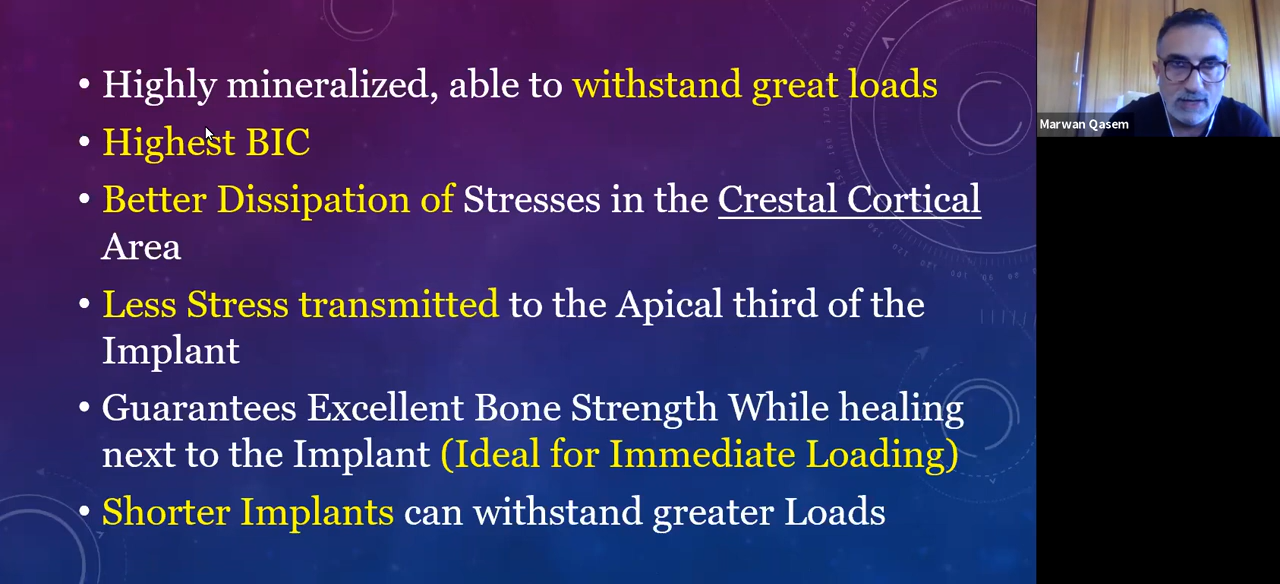 • Highly mineralized, able to withstand great loads
• Highest BIC
• Better Dissipation of Stresses in the Crestal Cortical
Area
• Less Stress transmitted to the Apical third of the
Implant
• Guarantees Excellent Bone Strength While healing
next to the Implant (Ideal for Immediate Loading)
• Shorter Implants can withstand greater Loads
Marwan Qasem